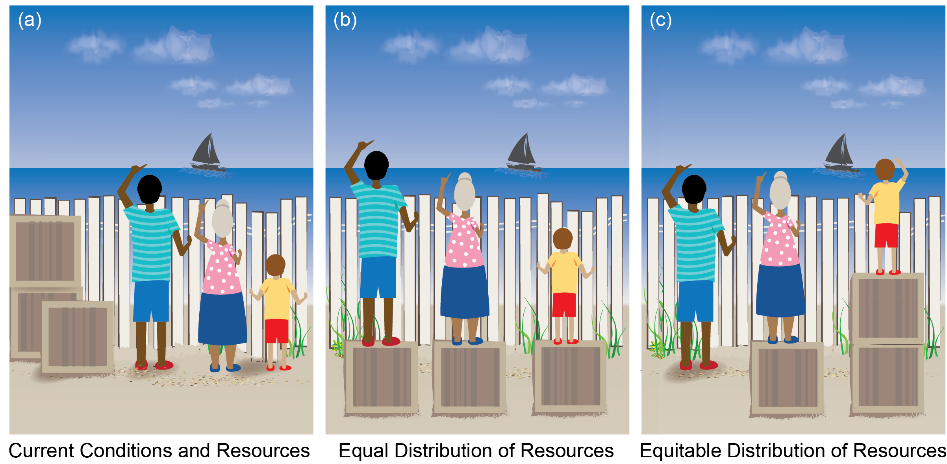 (a)
(b)
(c)
Current Conditions and Resources
Equal Distribution of Resources
Equitable Distribution of Resources